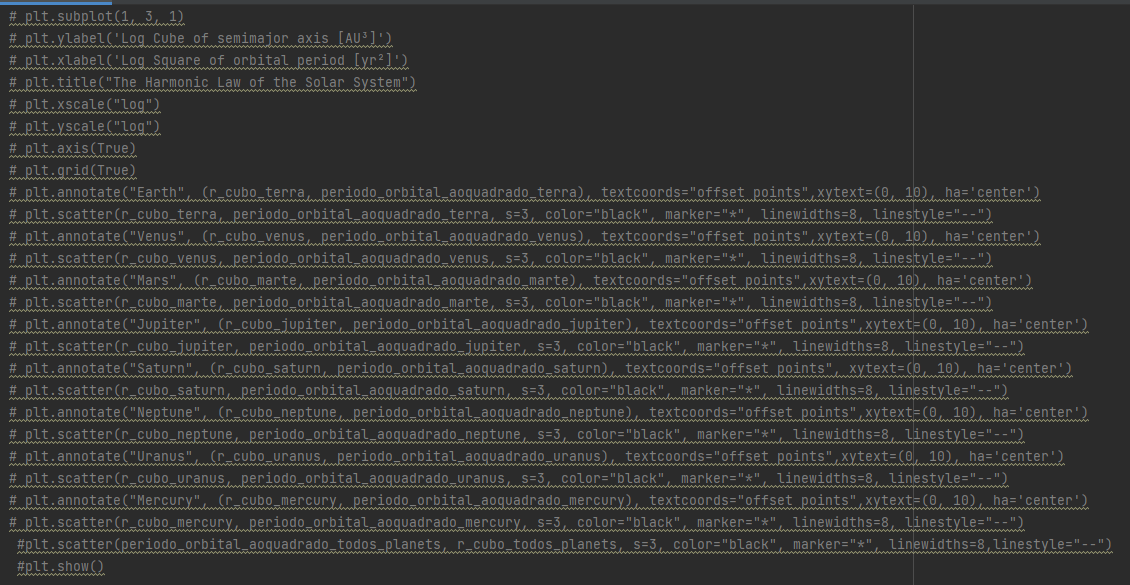 # plt.subplot(1, 3, 1)
# plt.ylabel('Log Cube of semimajor axis [AU³]')
# plt.xlabel('Log Square of orbital period [yr²]')
# plt.title("The Harmonic Law of the Solar System")
# plt.xscale("log")
# plt.yscale("log")
# plt.axis(True)
# plt.grid(True)
# plt.annotate("Earth", (r_cubo_terra, periodo_orbital_aoquadrado_terra), textcoords="offset points",xytext=(0, 10), ha='center')
# plt.scatter(r_cubo_terra, periodo_orbital_aoquadrado_terra, s=3, color="black", marker="*", linewidths=8, linestyle="--")
# plt.annotate("Venus", (r_cubo_venus, periodo_orbital_aoquadrado_venus), textcoords="offset points",xytext=(0, 10), ha='center')
# plt.scatter(r_cubo_venus, periodo_orbital_aoquadrado_venus, s=3, color="black", marker="*", linewidths=8, linestyle="--")
# plt.annotate("Mars", (r_cubo_marte, periodo_orbital_aoquadrado_marte), textcoords="offset points",xytext=(0, 10), ha='center')
# plt.scatter(r_cubo_marte, periodo_orbital_aoquadrado_marte, s=3, color="black", marker="*", linewidths=8, linestyle="--")
# plt.annotate("Jupiter", (r_cubo_jupiter, periodo_orbital_aoquadrado_jupiter), textcoords="offset points",xytext=(0, 10), ha='center')
# plt.scatter(r_cubo_jupiter, periodo_orbital_aoquadrado_jupiter, s=3, color="black", marker="*", linewidths=8, linestyle="--")
# plt.annotate("Saturn", (r_cubo_saturn, periodo_orbital_aoquadrado_saturn), textcoords="offset points", xytext=(0, 10), ha='center')
# plt.scatter(r_cubo_saturn, periodo_orbital_aoquadrado_saturn, s=3, color="black", marker="*", linewidths=8, linestyle="--")
# plt.annotate("Neptune", (r_cubo_neptune, periodo_orbital_aoquadrado_neptune), textcoords="offset points",xytext=(0, 10), ha='center')
# plt.scatter(r_cubo_neptune, periodo_orbital_aoquadrado_neptune, s=3, color="black", marker="*", linewidths=8, linestyle="--")
# plt.annotate("Uranus", (r_cubo_uranus, periodo_orbital_aoquadrado_uranus), textcoords="offset points",xytext=(0, 10), ha='center')
# plt.scatter(r_cubo_uranus, periodo_orbital_aoquadrado_uranus, s=3, color="black", marker="*", linewidths=8, linestyle="--")
# plt.annotate("Mercury", (r_cubo_mercury, periodo_orbital_aoquadrado_mercury), textcoords="offset points",xytext=(0, 10), ha='center')
# plt.scatter(r_cubo_mercury, periodo_orbital_aoquadrado_mercury, s=3, color="black", marker="*", linewidths=8, linestyle="--")
#plt.scatter(periodo_orbital_aoquadrado_todos_planets, r_cubo_todos_planets, s=3, color="black", marker="*", linewidths=8,linestyle="--")
#plt.show()